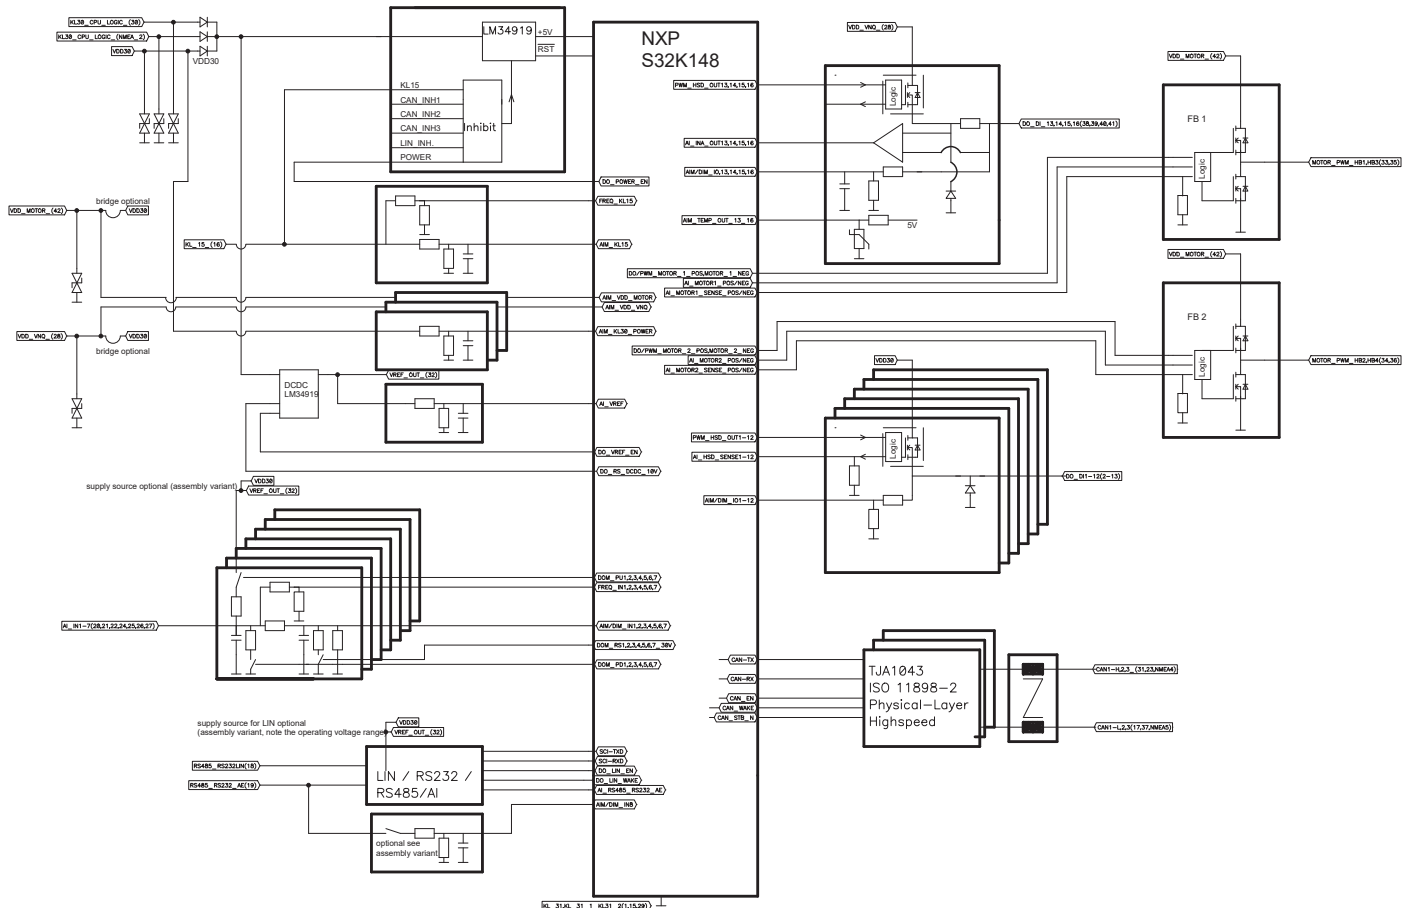 KL30_CPU_LOGIC_(30)
KL30_CPU_LOGIC_(NMEA_2)
VDD30
VDD30
LM34919
+5V
RST
KL15
CAN_INH1
CAN_INH2
CAN_INH3
LIN_INH.
POWER
Inhibit
NXP
S32K148
DO_POWER_EN
FREQ_KL15
AIM_KL15
bridge optional
VDD_MOTOR_(42)
VDD30
KL_15_(16)
AIM_VDD_MOTOR
AIM_VDD_VNQ
AIM_KL30_POWER
VDD_VNQ_(28)
VDD30
bridge optional
VREF_OUT_(32)
DCDC
LM34919
AI_VREF
DO_VREF_EN
DO_RS_DCDC_10V
VDD30
supply source optional (assembly variant)
VREF_OUT_(32)
DOM_PU1,2,3,4,5,6,7
FREQ_IN1,2,3,4,5,6,7
AI_IN1-7(20,21,22,24,25,26,27)
AIM/DIM_IN1,2,3,4,5,6,7
DOM_RS1,2,3,4,5,6,7_30V
DOM_PD1,2,3,4,5,6,7
supply source for LIN optional
(assembly variant, note the operating voltage range)
VDD30
VREF_OUT_(32)
RS485_RS232LIN(18)
RS485_RS232_AE(19)
LIN / RS232 /
RS485/AI
SCI-TXD
SCI-RXD
DO_LIN_EN
DO_LIN_WAKE
AI_RS485_RS232_AE
AIM/DIM_IN8
optional see
assembly variant
KL_31,KL_31_1_KL31_2(1,15,29)
VDD_VNQ_(28)
PWM_HSD_OUT13,14,15,16
Logic
DO_DI_13,14,15,16(38,39,40,41)
AI_INA_OUT13,14,15,16
AIM/DIM_IO,13,14,15,16
AIM_TEMP_OUT_13_16
5V
DO/PWM_MOTOR_1_POS,MOTOR_1_NEG
AI_MOTOR1_POS/NEG
AI_MOTOR1_SENSE_POS/NEG
VDD_MOTOR_(42)
FB 1
Logic
MOTOR_PWM_HB1,HB3(33,35)
VDD_MOTOR_(42)
FB 2
Logic
MOTOR_PWM_HB2,HB4(34,36)
DO/PWM_MOTOR_2_POS,MOTOR_2_NEG
AI_MOTOR2_POS/NEG
AI_MOTOR2_SENSE_POS/NEG
VDD30
PWM_HSD_OUT1-12
AI_HSD_SENSE1-12
Logic
DO_DI1-12(2-13)
AIM/DIM_IO1-12
CAN-TX
CAN-RX
CAN_EN
CAN_WAKE
CAN_STB_N
TJA1043
ISO 11898-2
Physical-Layer
Highspeed
CAN1-H,2,3_(31,23,NMEA4)
CAN1-L,2,3(17,37,NMEA5)